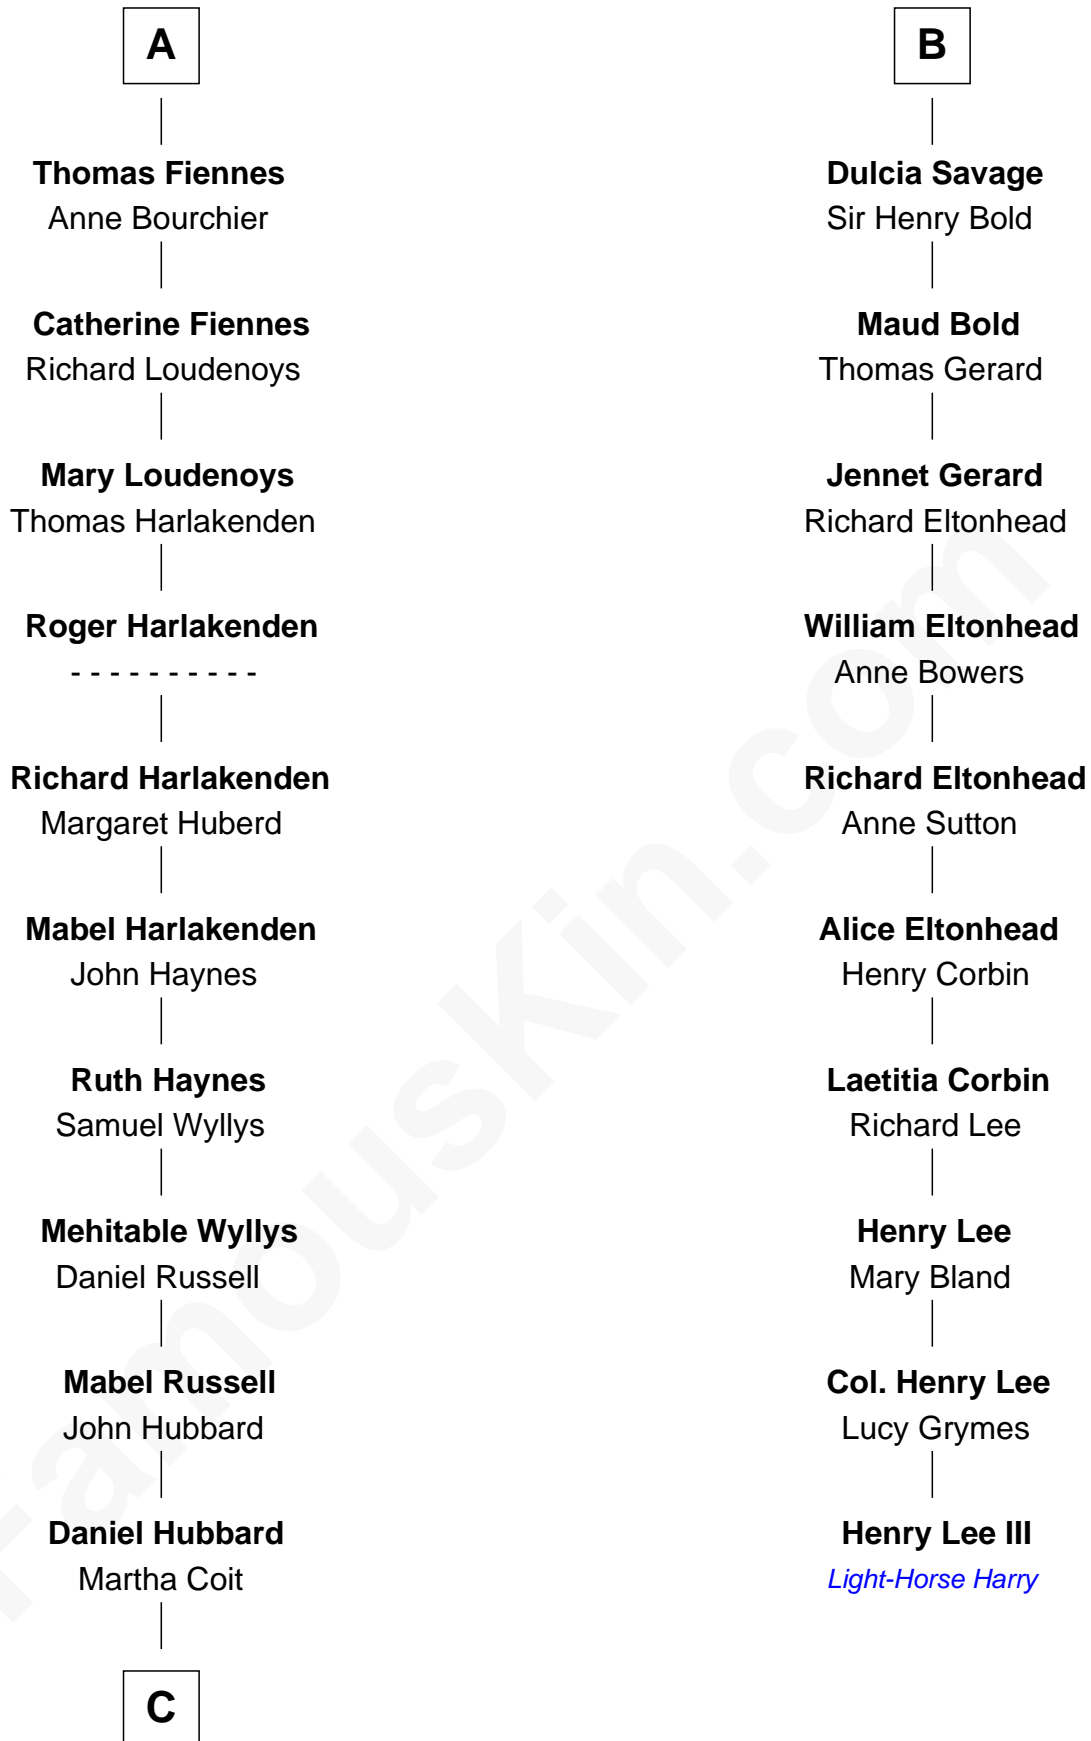 A
Thomas Fiennes
Anne Bourchier
Catherine Fiennes
Richard Loudenoys
Mary Loudenoys
Thomas Harlakenden
Roger Harlakenden
- - - - - - - - - -
Richard Harlakenden
Margaret Huberd
Mabel Harlakenden
John Haynes
Ruth Haynes
Samuel Wyllys
Mehitable Wyllys
Daniel Russell
Mabel Russell
John Hubbard
Daniel Hubbard
Martha Coit
C
B
Dulcia Savage
Sir Henry Bold
Maud Bold
Thomas Gerard
Jennet Gerard
Richard Eltonhead
William Eltonhead
Anne Bowers
Richard Eltonhead
Anne Sutton
Alice Eltonhead
Henry Corbin
Laetitia Corbin
Richard Lee
Henry Lee
Mary Bland
Col. Henry Lee
Lucy Grymes
Henry Lee III
Light-Horse Harry
FamousKin.com